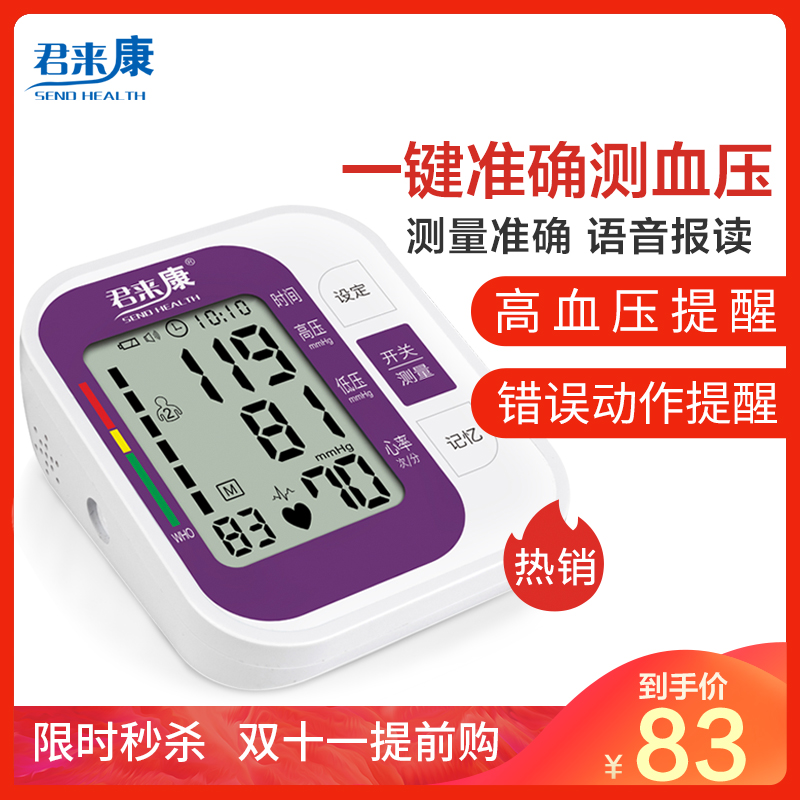 君来康
SEND HEALTH
一键准确测血压
测量准确 语音报读
高血压提醒
错误动作提醒
君来康®
SEND HEALTH
10:10
时间
119
高压
mmHg
2
81
低压
mmHg
mmHg
M
83
70
心率
次/分
WHO
设定
开关
测量
记忆
热销
限时秒杀 双十一提前购
到手价
¥83